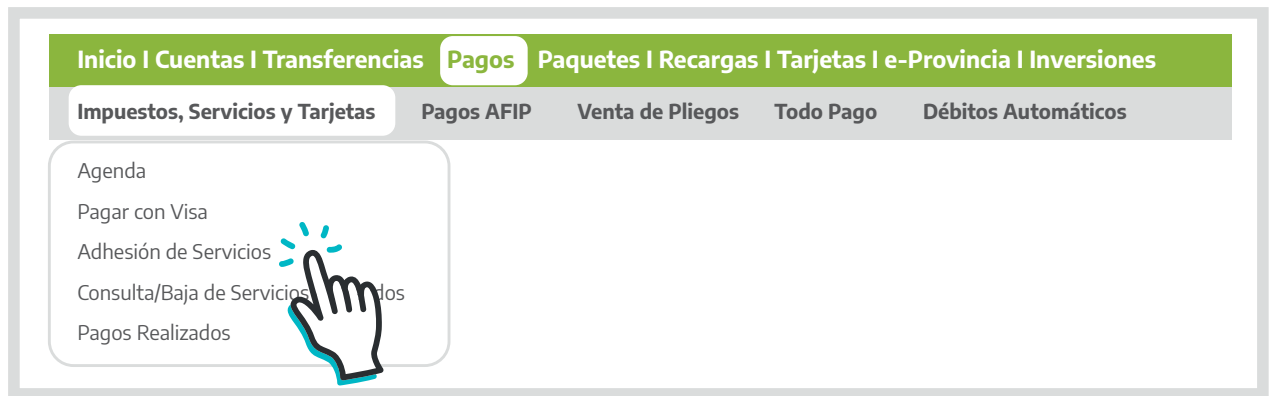 Inicio I Cuentas I Transferencias Pagos Paquetes I Recargas I Tarjetas I e-Provincia I Inversiones
Impuestos, Servicios y Tarjetas Pagos AFIP Venta de Pliegos Todo Pago Débitos Automáticos
Agenda
Pagar con Visa
Adhesión de Servicios
Consulta/Baja de Servicios
Pagos Realizados